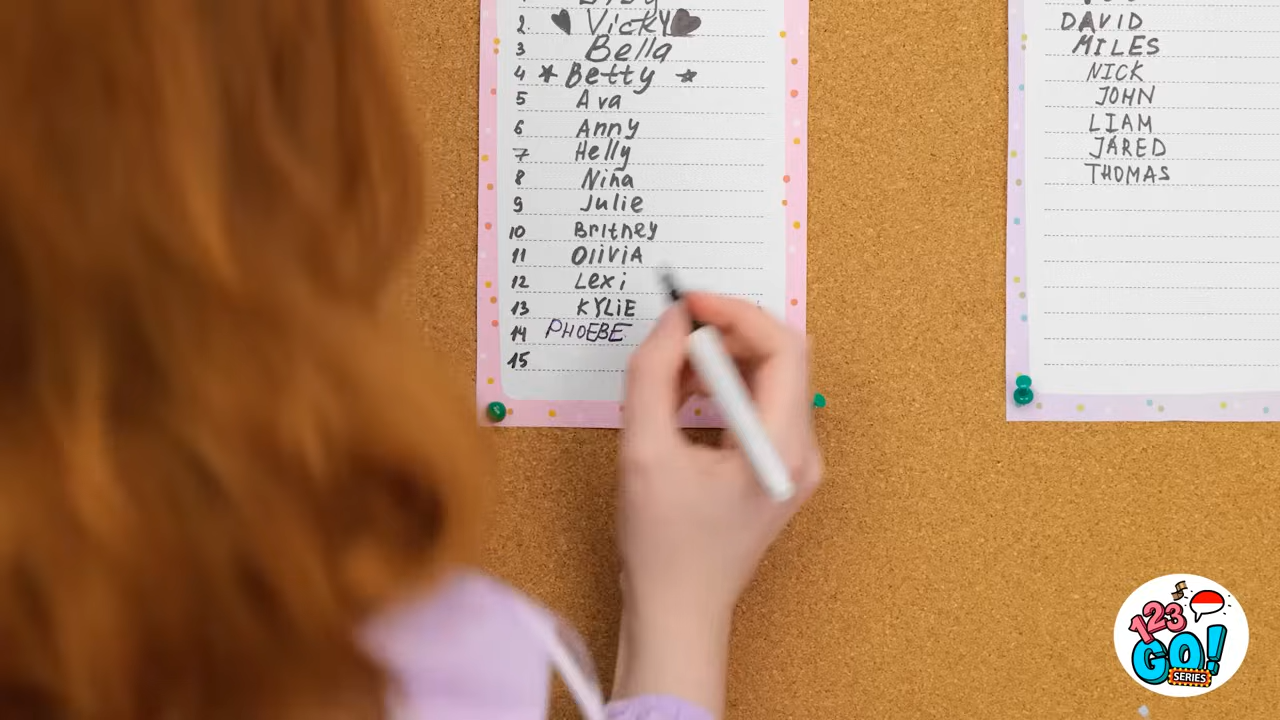 2. Vicky
3 Bella
4 Betty
5 Ava
6 Anny
7 Helly
8 Nina
9 Julie
10 Britney
11 OliviA
12 Lexi
13 KYLiE
14 PHOEBE
15
DAVID
MILES
NICK
JOHN
LIAM
JARED
THOMAS
123
GO!
SERIES